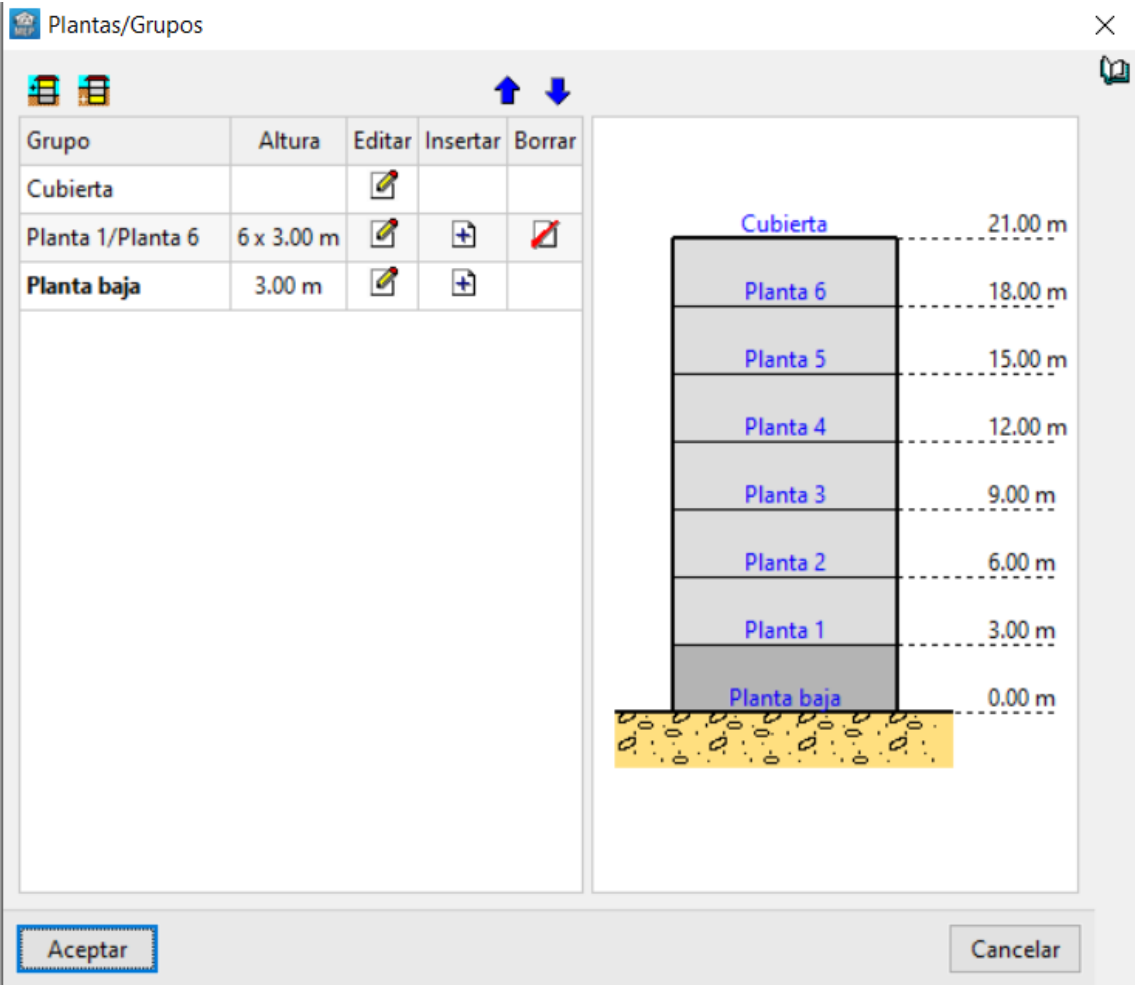 MEP Plantas/Grupos
Grupo Altura Editar Insertar Borrar
Cubierta
Planta 1/Planta 6 6 x 3.00 m
Planta baja 3.00 m
Cubierta 21.00 m
Planta 6 18.00 m
Planta 5 15.00 m
Planta 4 12.00 m
Planta 3 9.00 m
Planta 2 6.00 m
Planta 1 3.00 m
Planta baja 0.00 m
Aceptar Cancelar